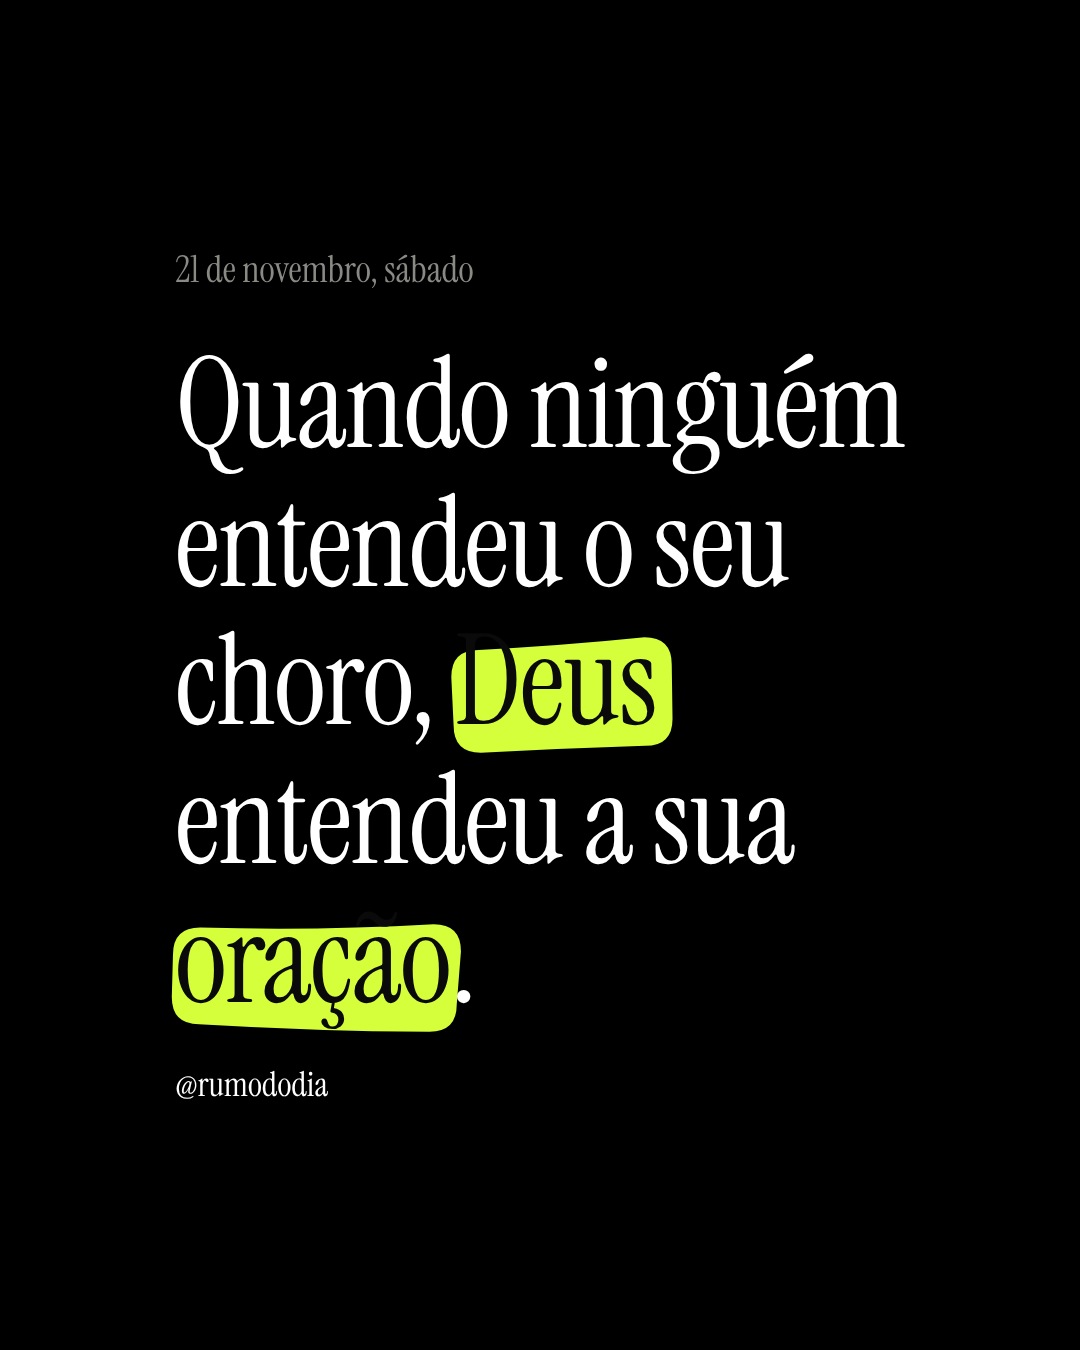 21 de novembro, sábado
Quando ninguém
entendeu o seu
choro, Deus
entendeu a sua
oração.
@rumododia